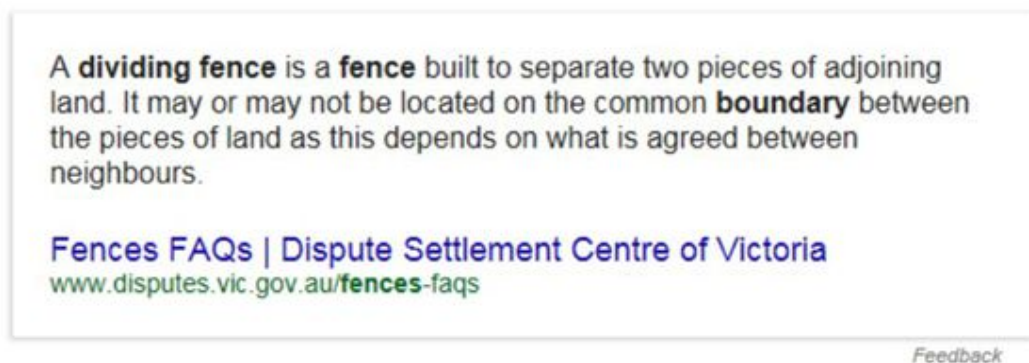 A dividing fence is a fence built to separate two pieces of adjoining
land. It may or may not be located on the common boundary between
the pieces of land as this depends on what is agreed between
neighbours.
Fences FAQs | Dispute Settlement Centre of Victoria
www.disputes.vic.gov.au/fences-faqs
Feedback